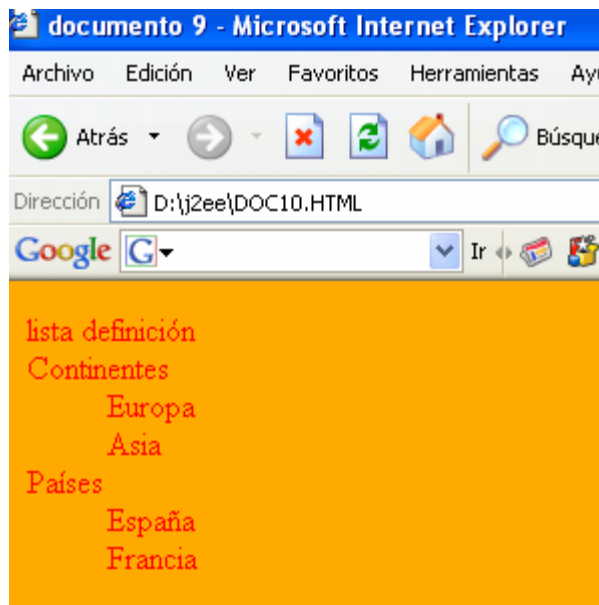 documento 9 - Microsoft Internet Explorer
Archivo Edición Ver Favoritos Herramientas Ay
Atrás Búsque
Dirección D:\j2ee\DOC10.HTML
Google G Ir
lista definición
Continentes
Europa
Asia
Países
España
Francia